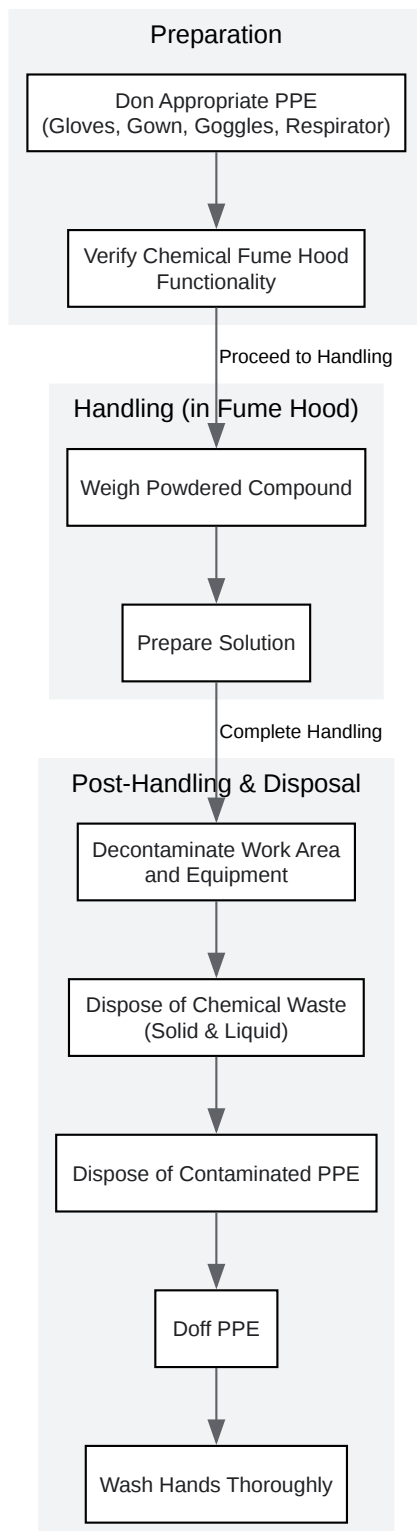 Preparation
Don Appropriate PPE
(Gloves, Gown, Goggles, Respirator)
Verify Chemical Fume Hood
Functionality
Proceed to Handling
Handling (in Fume Hood)
Weigh Powdered Compound
Prepare Solution
Complete Handling
Post-Handling & Disposal
Decontaminate Work Area
and Equipment
Dispose of Chemical Waste
(Solid & Liquid)
Dispose of Contaminated PPE
Doff PPE
Wash Hands Thoroughly